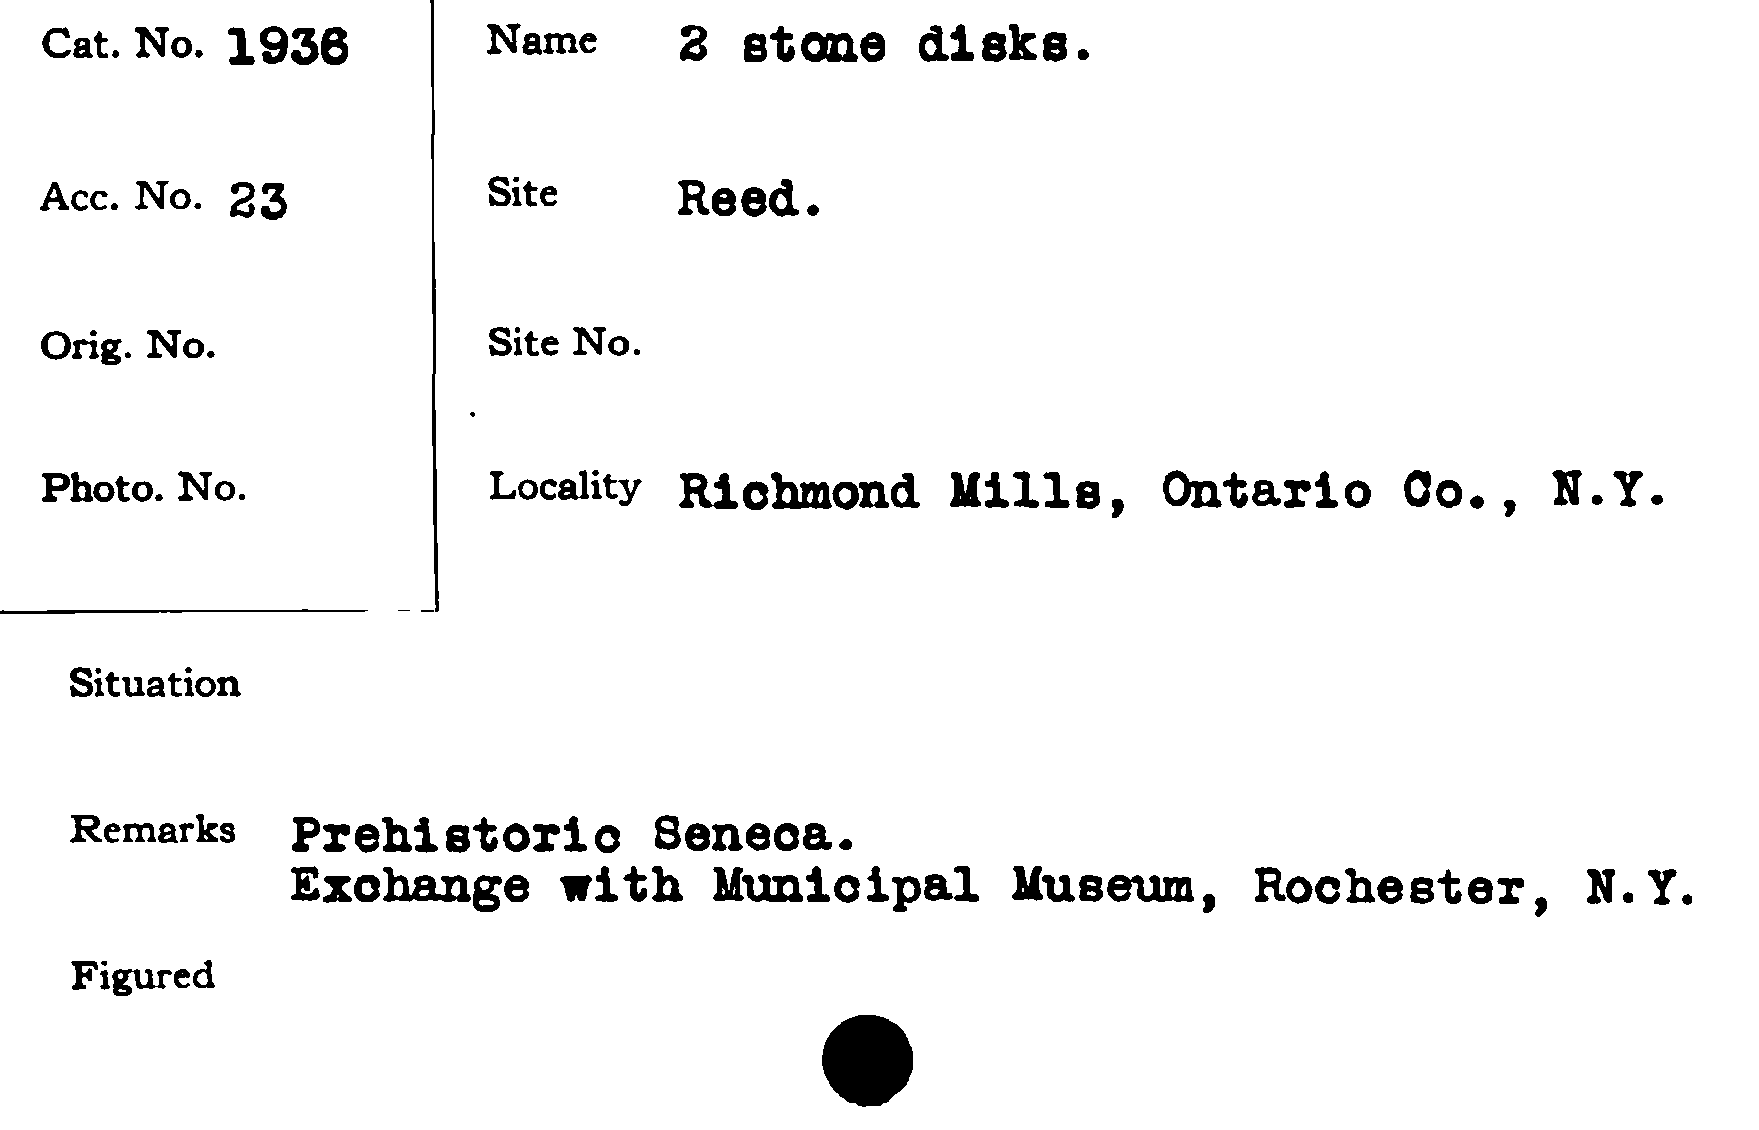 Cat. No. 1936
Name 2 stone disks.
Acc. No. 23
Site Reed.
Orig. No.
Site No.
Photo. No.
Locality Richmond Mills, Ontario Co., N.Y.
Situation
Remarks Prehistoric Seneca.
Exchange with Municipal Museum, Rochester, N.Y.
Figured